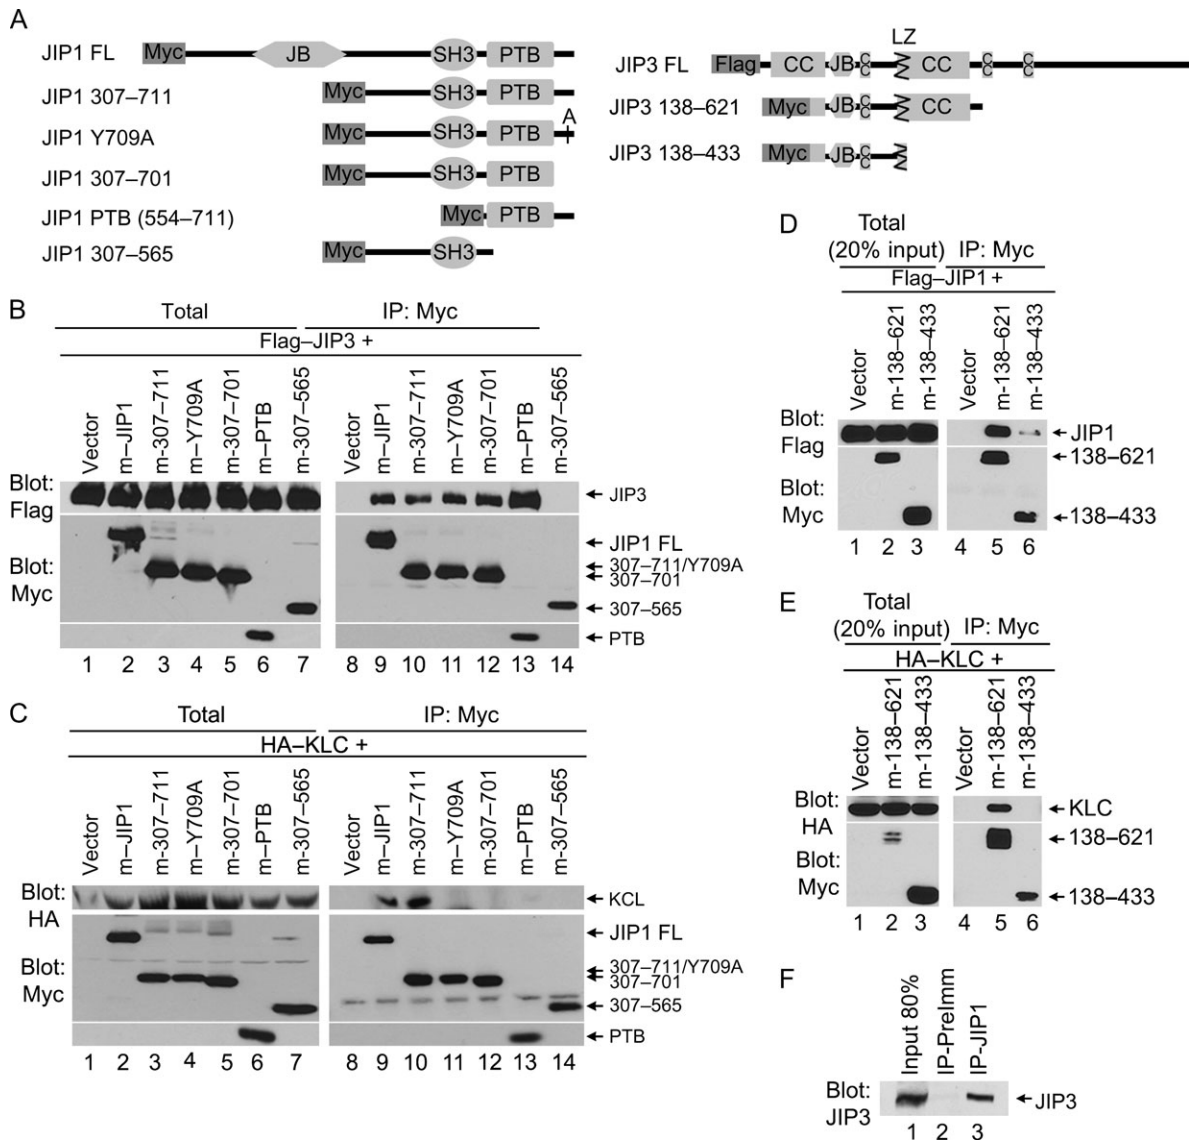 A
JIP1 FL Myc JB SH3 PTB
JIP1 307–711 Myc SH3 PTB
JIP1 Y709A Myc SH3 PTB A
JIP1 307–701 Myc SH3 PTB
JIP1 PTB (554–711) Myc PTB
JIP1 307–565 Myc SH3
LZ
JIP3 FL Flag CC JB CC CC CC CC
JIP3 138–621 Myc JB CC CC
JIP3 138–433 Myc JB CC
B
Total IP: Myc
Flag–JIP3 +
Vector m–JIP1 m-307–711 m–Y709A m-307–701 m–PTB m-307–565 Vector m–JIP1 m-307–711 m–Y709A m-307–701 m–PTB m-307–565
Blot:
Flag
JIP3
Blot:
Myc
JIP1 FL
307–711/Y709A
307–701
307–565
PTB
1 2 3 4 5 6 7 8 9 10 11 12 13 14
C
Total IP: Myc
HA–KLC +
Vector m–JIP1 m-307–711 m–Y709A m-307–701 m–PTB m-307–565 Vector m–JIP1 m-307–711 m–Y709A m-307–701 m–PTB m-307–565
Blot:
HA
KCL
Blot:
Myc
JIP1 FL
307–711/Y709A
307–701
307–565
PTB
1 2 3 4 5 6 7 8 9 10 11 12 13 14
D
Total
(20% input) IP: Myc
Flag–JIP1 +
Vector m-138–621 m-138–433 Vector m-138–621 m-138–433
Blot:
Flag
JIP1
138–621
Blot:
Myc
138–433
1 2 3 4 5 6
E
Total
(20% input) IP: Myc
HA–KLC +
Vector m-138–621 m-138–433 Vector m-138–621 m-138–433
Blot:
HA
KLC
138–621
Blot:
Myc
138–433
1 2 3 4 5 6
F
Input 80% IP-PreImm IP-JIP1
Blot:
JIP3
JIP3
1 2 3